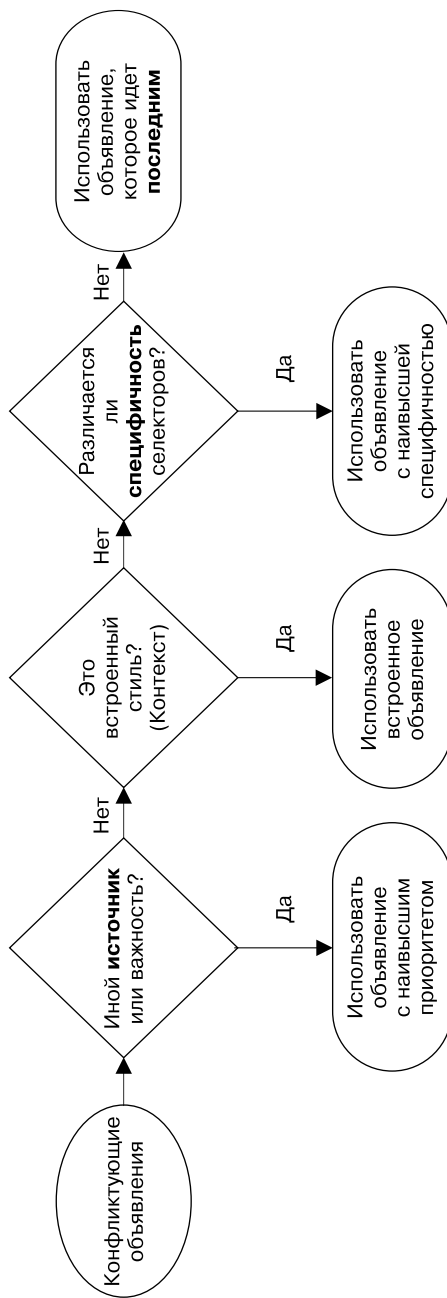 Конфликтующие
объявления
Иной источник
или важность?
Да
Использовать
объявление
с наивысшим
приоритетом
Нет
Это
встроенный
стиль?
(Контекст)
Да
Использовать
встроенное
объявление
Нет
Различается
ли
специфичность
селекторов?
Да
Использовать
объявление
с наивысшей
специфичностью
Нет
Использовать
объявление,
которое идет
последним